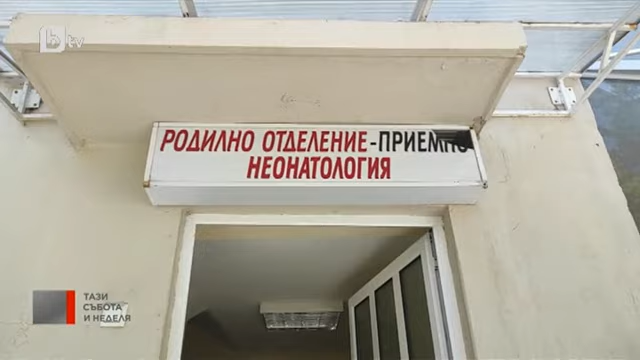 btv
РОДИЛНО ОТДЕЛЕНИЕ-ПРИЕМНО
НЕОНАТОЛОГИЯ
ТАЗИ
СЪБОТА
И НЕДЕЛЯ